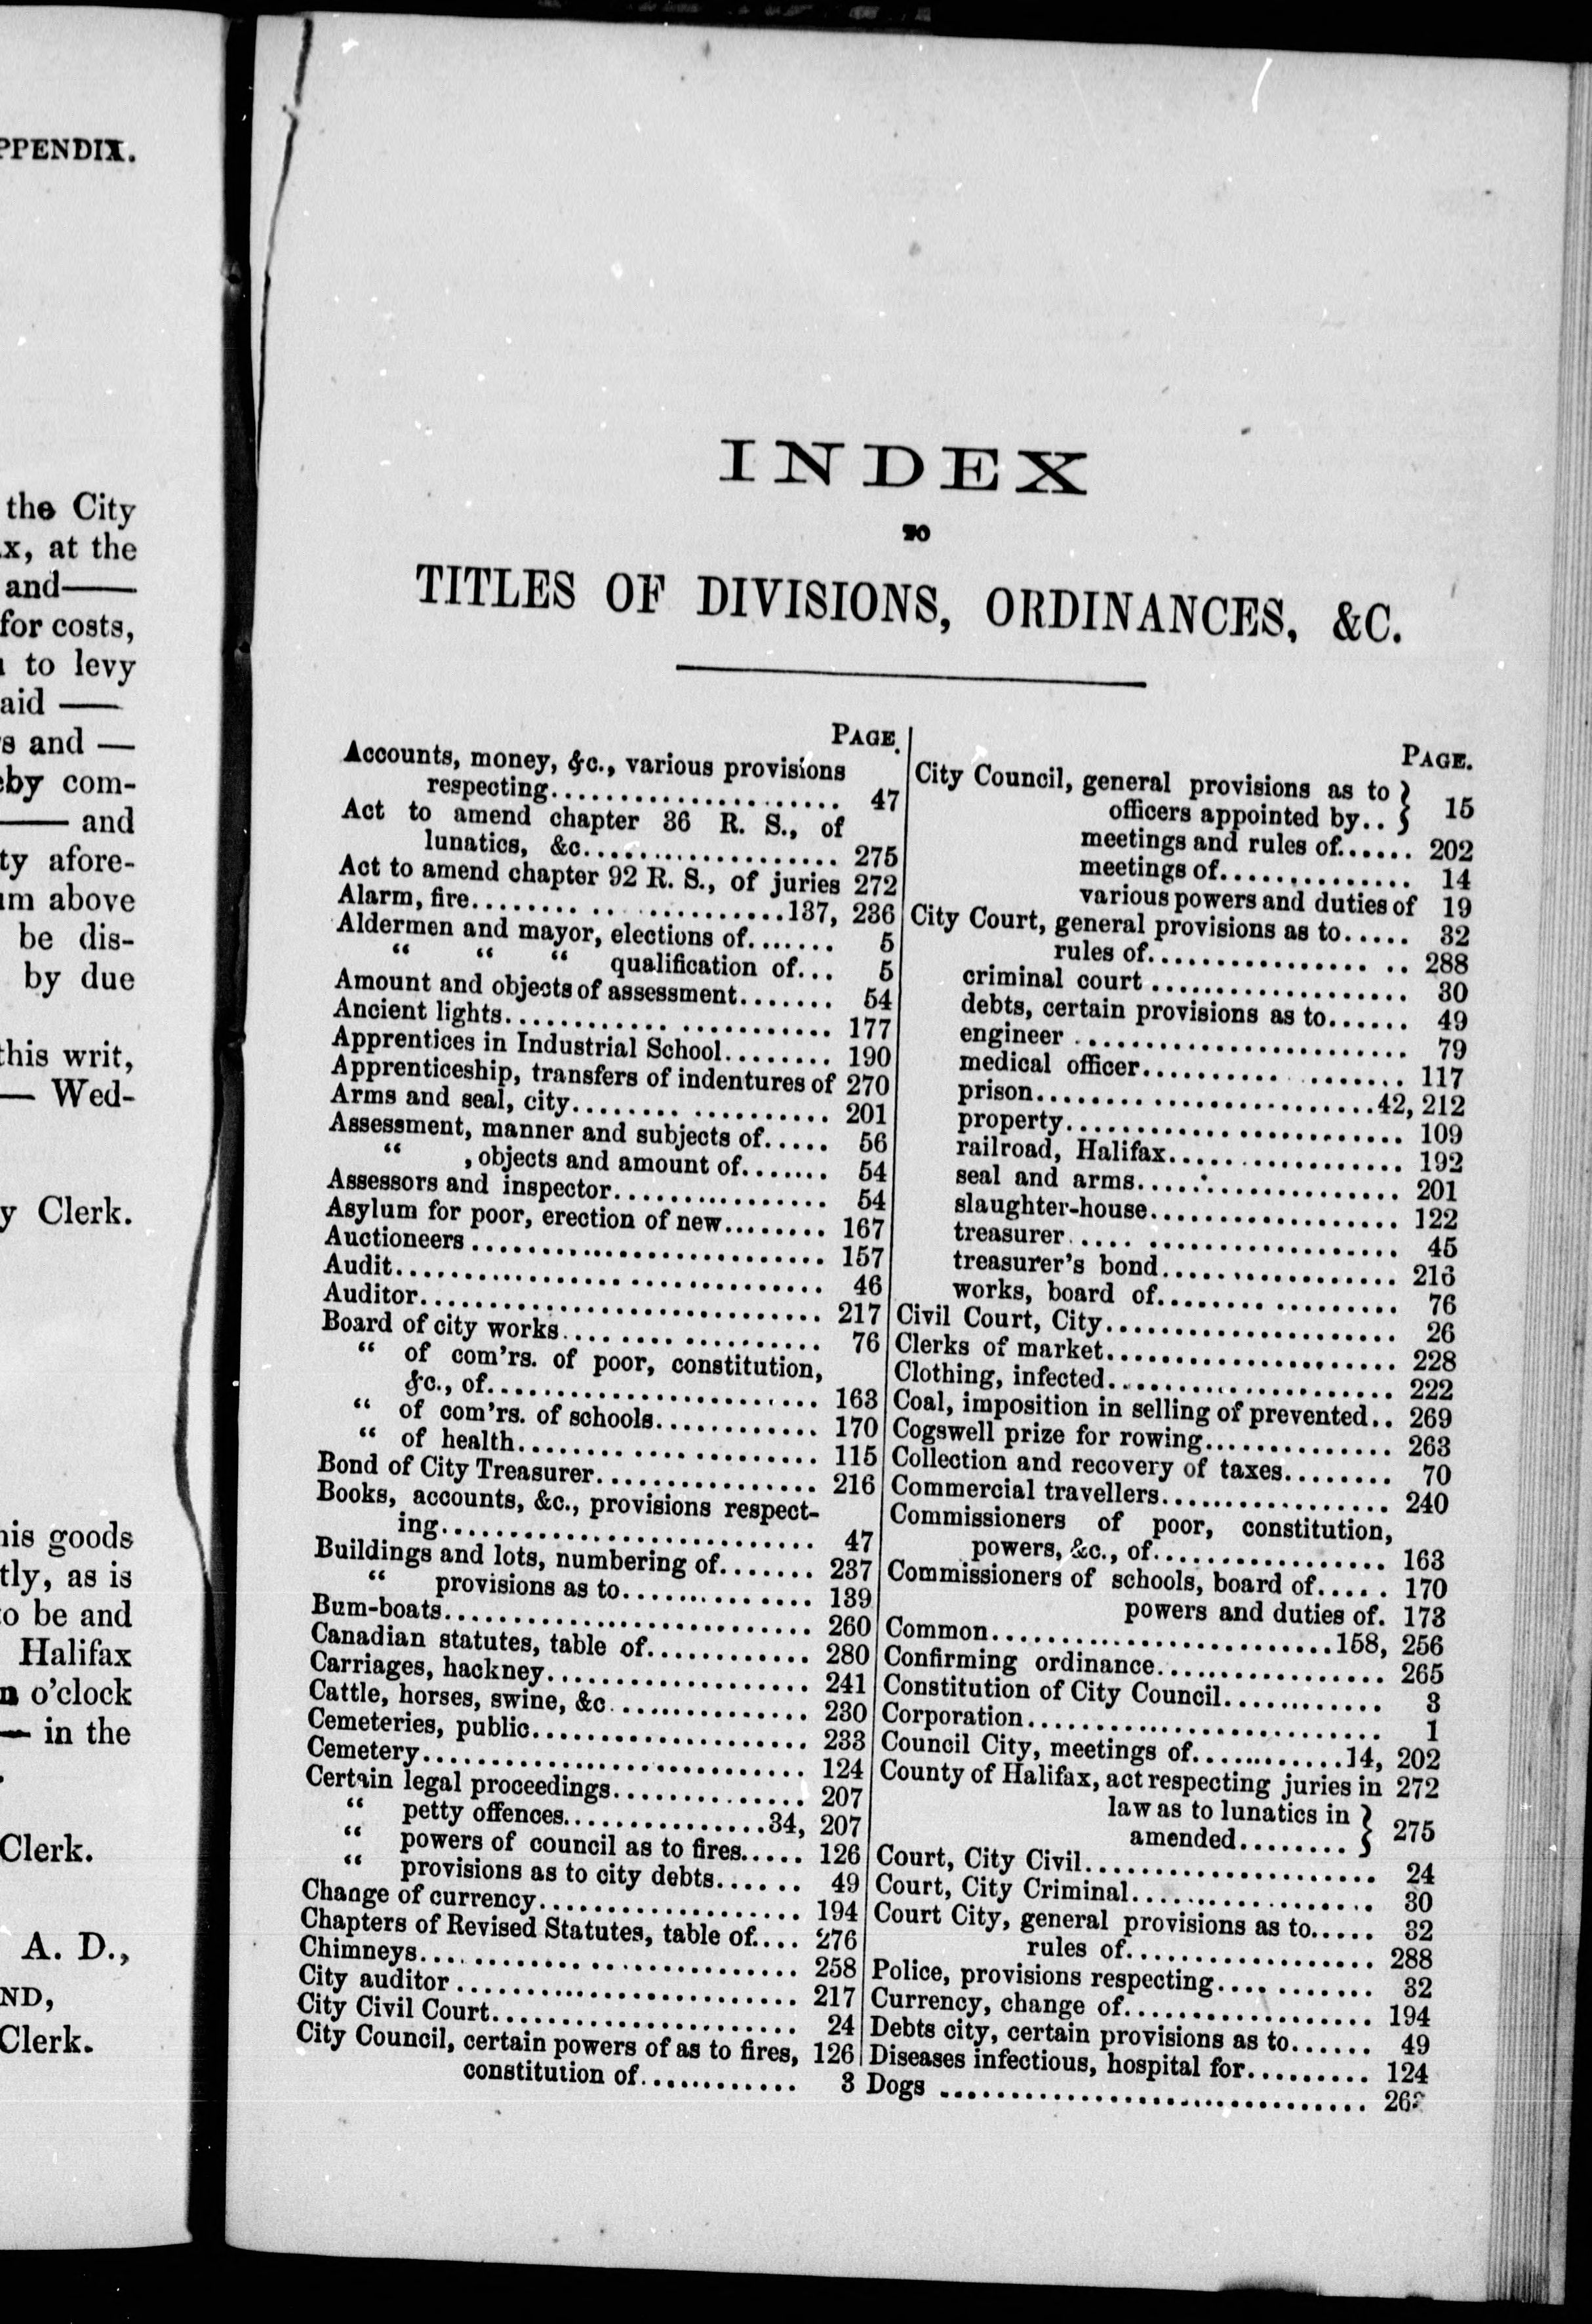 PPENDIX.
the City
x, at the
and——
for costs,
to levy
aid ——
s and —
eby com-
—— and
ty afore-
um above
be dis-
by due
this writ,
— Wed-
y Clerk.
his goods
tly, as is
to be and
Halifax
n o'clock
— in the
Clerk.
A. D.,
ND,
Clerk.
INDEX
TO
TITLES OF DIVISIONS, ORDINANCES, &C.
PAGE.
Accounts, money, &c., various provisions
respecting..................... 47
Act to amend chapter 36 R. S., of
lunatics, &c................... 275
Act to amend chapter 92 R. S., of juries 272
Alarm, fire.......................137, 236
Aldermen and mayor, elections of....... 5
" " " qualification of... 5
Amount and objects of assessment....... 54
Ancient lights........................ 177
Apprentices in Industrial School........ 190
Apprenticeship, transfers of indentures of 270
Arms and seal, city................... 201
Assessment, manner and subjects of..... 56
" , objects and amount of....... 54
Assessors and inspector................ 54
Asylum for poor, erection of new........ 167
Auctioneers.......................... 157
Audit............................... 46
Auditor............................. 217
Board of city works................... 76
" of com'rs. of poor, constitution,
&c., of......................... 163
" of com'rs. of schools............ 170
" of health....................... 115
Bond of City Treasurer................ 216
Books, accounts, &c., provisions respect-
ing............................ 47
Buildings and lots, numbering of....... 237
" provisions as to.............. 139
Bum-boats........................... 260
Canadian statutes, table of............ 280
Carriages, hackney.................... 241
Cattle, horses, swine, &c.............. 230
Cemeteries, public.................... 233
Cemetery............................ 124
Certain legal proceedings.............. 207
" petty offences...............34, 207
" powers of council as to fires..... 126
" provisions as to city debts...... 49
Change of currency................... 194
Chapters of Revised Statutes, table of.... 276
Chimneys........................... 258
City auditor......................... 217
City Civil Court...................... 24
City Council, certain powers of as to fires, 126
constitution of............ 3
PAGE.
City Council, general provisions as to }
officers appointed by.. } 15
meetings and rules of...... 202
meetings of.............. 14
various powers and duties of 19
City Court, general provisions as to..... 32
rules of.................. 288
criminal court................... 30
debts, certain provisions as to...... 49
engineer........................ 79
medical officer................... 117
prison.........................42, 212
property........................ 109
railroad, Halifax................. 192
seal and arms.................... 201
slaughter-house.................. 122
treasurer........................ 45
treasurer's bond................. 216
works, board of.................. 76
Civil Court, City..................... 26
Clerks of market..................... 228
Clothing, infected.................... 222
Coal, imposition in selling of prevented.. 269
Cogswell prize for rowing.............. 263
Collection and recovery of taxes........ 70
Commercial travellers................. 240
Commissioners of poor, constitution,
powers, &c., of................. 163
Commissioners of schools, board of..... 170
powers and duties of. 173
Common.........................158, 256
Confirming ordinance................. 265
Constitution of City Council............ 3
Corporation.......................... 1
Council City, meetings of...........14, 202
County of Halifax, act respecting juries in 272
law as to lunatics in }
amended......... } 275
Court, City Civil..................... 24
Court, City Criminal.................. 30
Court City, general provisions as to..... 32
rules of.................. 288
Police, provisions respecting........... 32
Currency, change of.................. 194
Debts city, certain provisions as to...... 49
Diseases infectious, hospital for......... 124
Dogs...............................